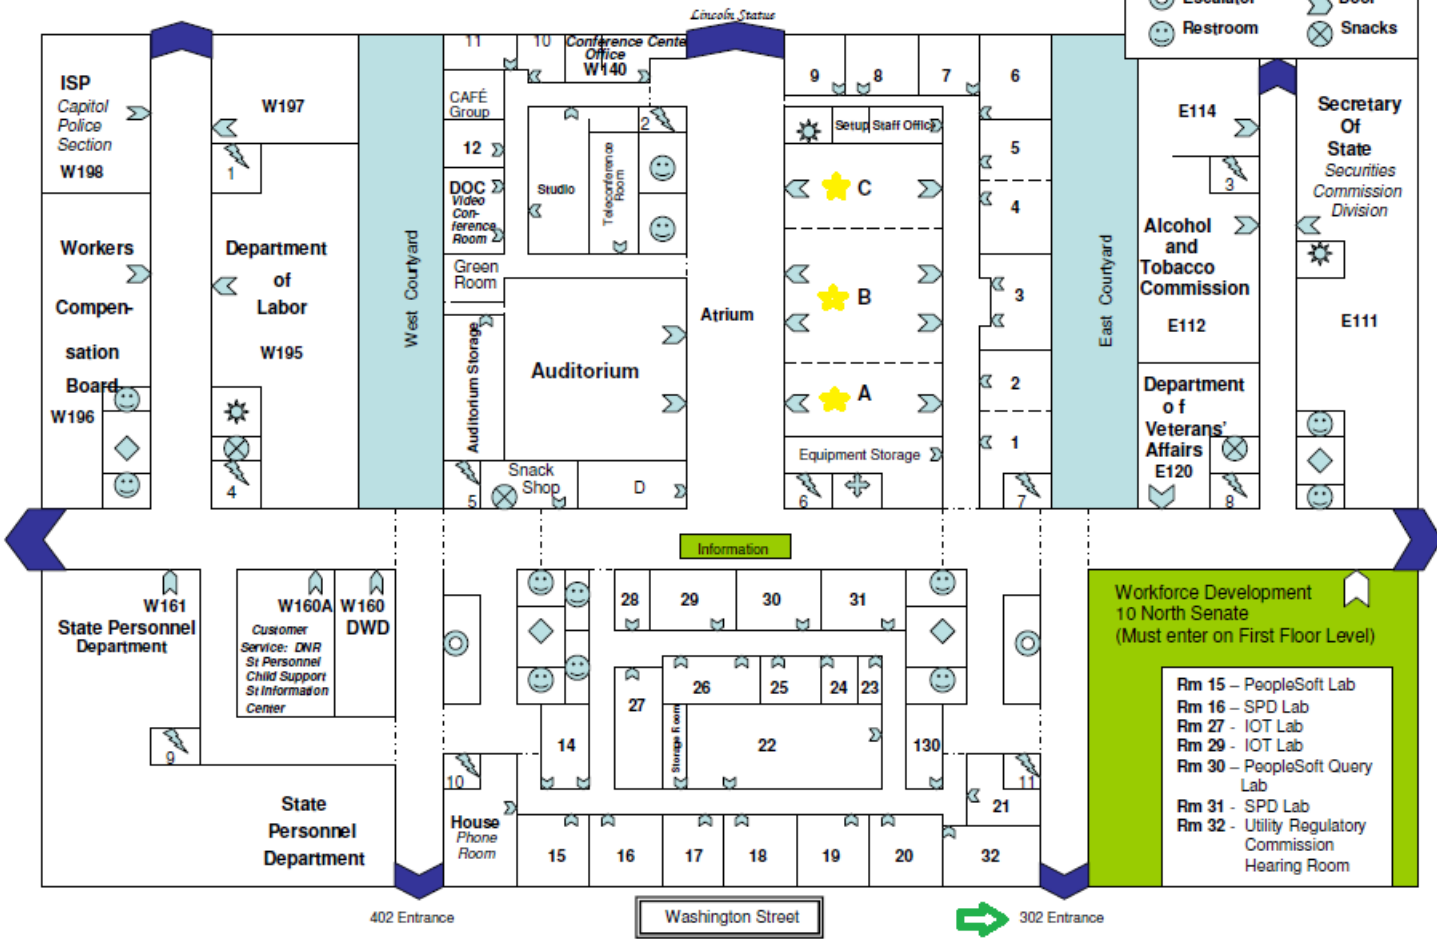 Lincoln Statue
Door
Restroom
Snacks
ISP
Capitol
Police
Section
W198
W197
1
Workers
Compen-
sation
Board
W196
Department
of
Labor
W195
4
West Courtyard
11
10
Conference Cente
Office
W140
CAFÉ
Group
12
DOC
Video
Con-
ference
Room
Green
Room
Auditorium Storage
Studio
Teleconference
Room
2
Auditorium
5
Snack
Shop
D
Atrium
9
8
7
6
Setup
Staff Office
C
B
A
Equipment Storage
6
5
4
3
2
1
7
East Courtyard
E114
3
Alcohol
and
Tobacco
Commission
E112
Department
o f
Veterans'
Affairs
E120
8
Secretary
Of
State
Securities
Commission
Division
E111
Information
W161
State Personnel
Department
9
W160A
Customer
Service: DNR
St Personnel
Child Support
St Information
Center
W160
DWD
State
Personnel
Department
10
House
Phone
Room
14
28
29
30
31
27
26
25
24
23
Storage Room
22
130
11
21
15
16
17
18
19
20
32
Workforce Development
10 North Senate
(Must enter on First Floor Level)
Rm 15 – PeopleSoft Lab
Rm 16 – SPD Lab
Rm 27 - IOT Lab
Rm 29 - IOT Lab
Rm 30 - PeopleSoft Query
Lab
Rm 31 - SPD Lab
Rm 32 - Utility Regulatory
Commission
Hearing Room
402 Entrance
Washington Street
302 Entrance